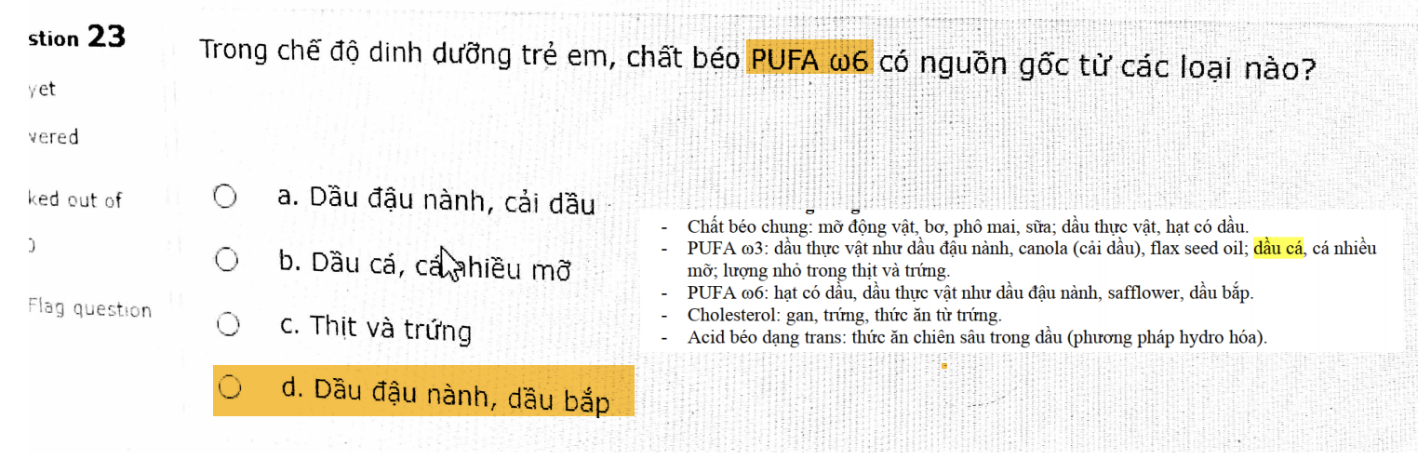 stion 23
Trong chế độ dinh dưỡng trẻ em, chất béo PUFA ω6 có nguồn gốc từ các loại nào?
yet
vered
ked out of
Flag question
a. Dầu đậu nành, cải dầu
b. Dầu cá, cá nhiều mỡ
c. Thịt và trứng
d. Dầu đậu nành, dầu bắp
- Chất béo chung: mỡ động vật, bơ, phô mai, sữa; dầu thực vật, hạt có dầu.
- PUFA ω3: dầu thực vật như dầu đậu nành, canola (cải dầu), flax seed oil; dầu cá, cá nhiều
mỡ; lượng nhỏ trong thịt và trứng.
- PUFA ω6: hạt có dầu, dầu thực vật như dầu đậu nành, safflower, dầu bắp.
- Cholesterol: gan, trứng, thức ăn từ trứng.
- Acid béo dạng trans: thức ăn chiên sâu trong dầu (phương pháp hydro hóa).